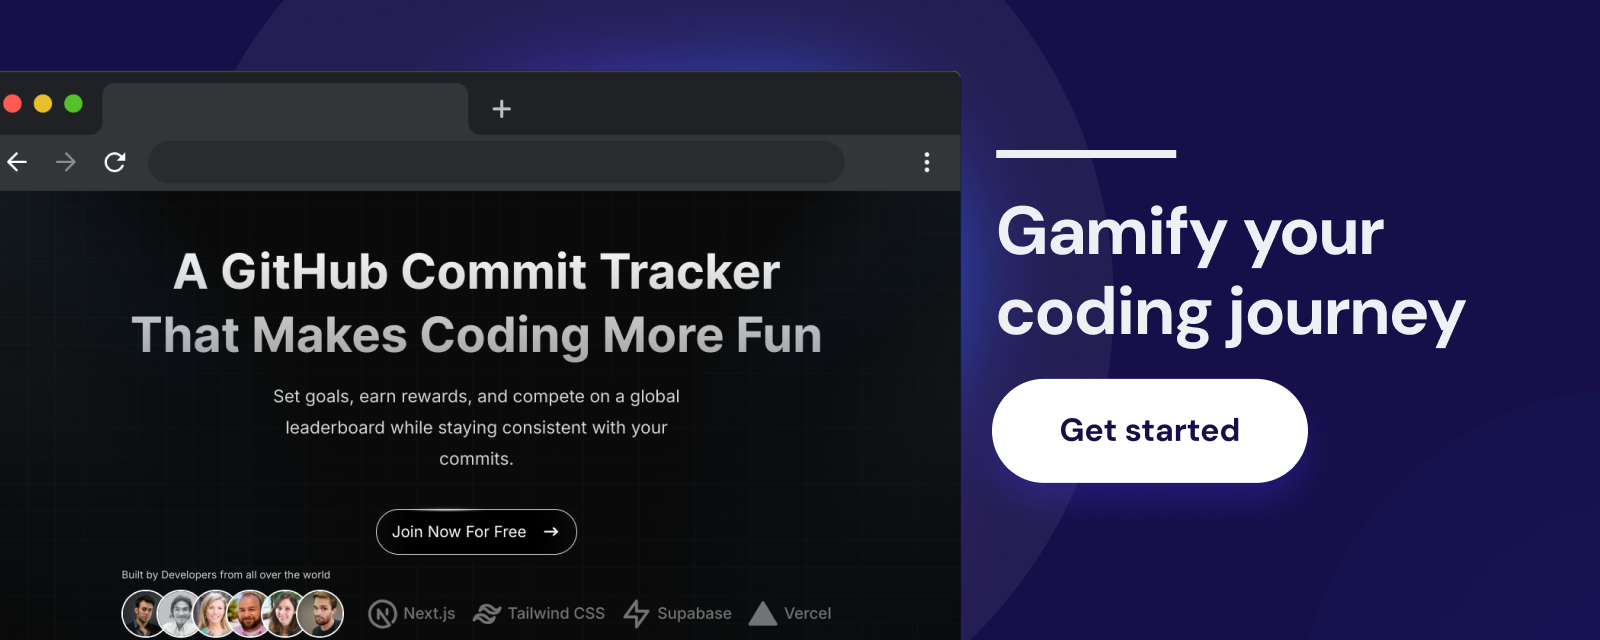 A GitHub Commit Tracker
That Makes Coding More Fun
Set goals, earn rewards, and compete on a global
leaderboard while staying consistent with your
commits.
Join Now For Free →
Built by Developers from all over the world
Next.js Tailwind CSS Supabase Vercel
Gamify your
coding journey
Get started